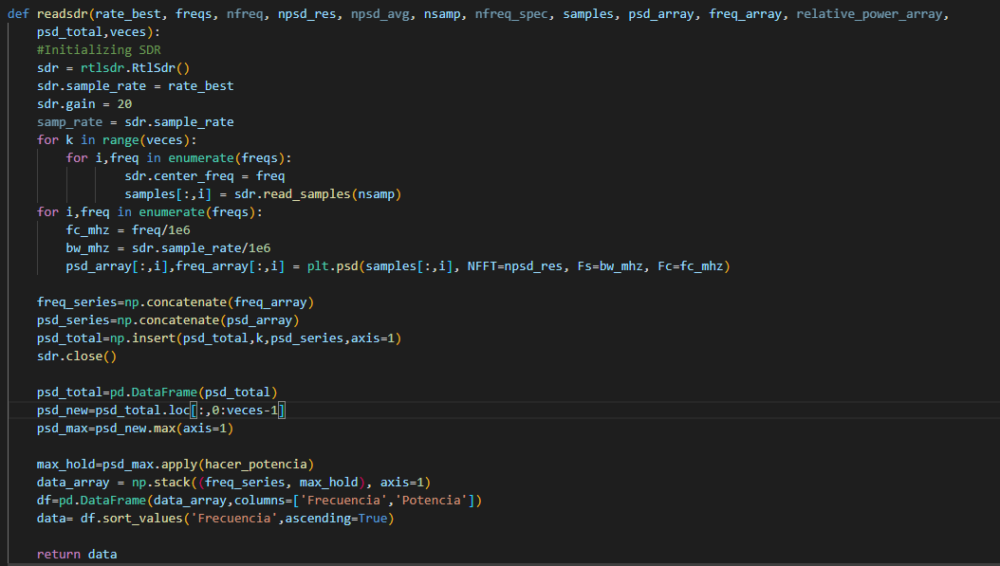 def readsdr(rate_best, freqs, nfreq, npsd_res, npsd_avg, nsamp, nfreq_spec, samples, psd_array, freq_array, relative_power_array,
psd_total,veces):
#Initializing SDR
sdr = rtlsdr.RtlSdr()
sdr.sample_rate = rate_best
sdr.gain = 20
samp_rate = sdr.sample_rate
for k in range(veces):
for i,freq in enumerate(freqs):
sdr.center_freq = freq
samples[:,i] = sdr.read_samples(nsamp)
for i,freq in enumerate(freqs):
fc_mhz = freq/1e6
bw_mhz = sdr.sample_rate/1e6
psd_array[:,i],freq_array[:,i] = plt.psd(samples[:,i], NFFT=npsd_res, Fs=bw_mhz, Fc=fc_mhz)
freq_series=np.concatenate(freq_array)
psd_series=np.concatenate(psd_array)
psd_total=np.insert(psd_total,k,psd_series,axis=1)
sdr.close()
psd_total=pd.DataFrame(psd_total)
psd_new=psd_total.loc[:,0:veces-1]
psd_max=psd_new.max(axis=1)
max_hold=psd_max.apply(hacer_potencia)
data_array = np.stack((freq_series, max_hold), axis=1)
df=pd.DataFrame(data_array,columns=['Frecuencia','Potencia'])
data= df.sort_values('Frecuencia',ascending=True)
return data